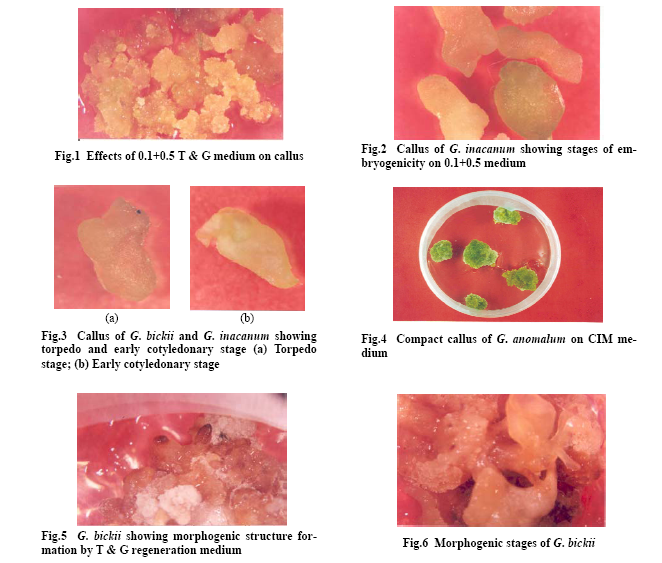 Fig.1 Effects of 0.1+0.5 T & G medium on callus
Fig.2 Callus of G. inacanum showing stages of em-
bryogenicity on 0.1+0.5 medium
(a)
(b)
Fig.3 Callus of G. bickii and G. inacanum showing
torpedo and early cotyledonary stage (a) Torpedo
stage; (b) Early cotyledonary stage
Fig.4 Compact callus of G. anomalum on CIM me-
dium
Fig.5 G. bickii showing morphogenic structure for-
mation by T & G regeneration medium
Fig.6 Morphogenic stages of G. bickii